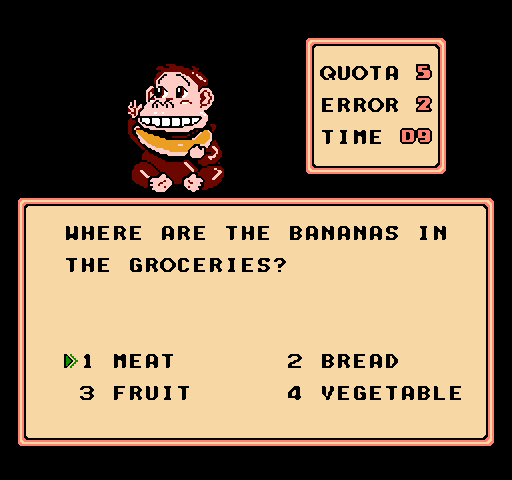 QUOTA 5
ERROR 2
TIME 09
WHERE ARE THE BANANAS IN
THE GROCERIES?
1 MEAT 2 BREAD
3 FRUIT 4 VEGETABLE